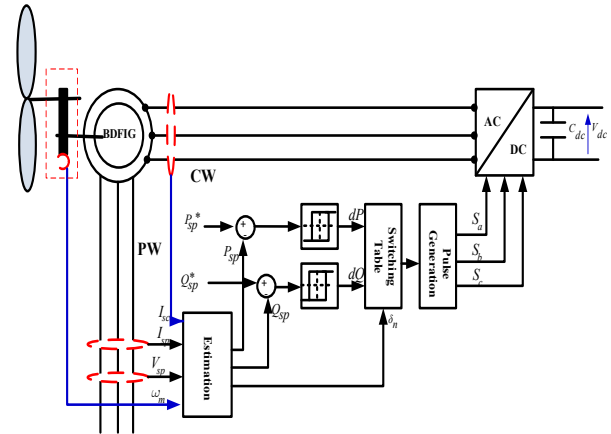 BDFIG
CW
PW
AC
DC
C_dc
V_dc
P_sp*
P_sp
Q_sp*
Q_sp
dP
dQ
Switching Table
Pulse Generation
S_a
S_b
S_c
δ_n
I_sc
I_sp
V_sp
ω_m
Estimation
+
-
+
-